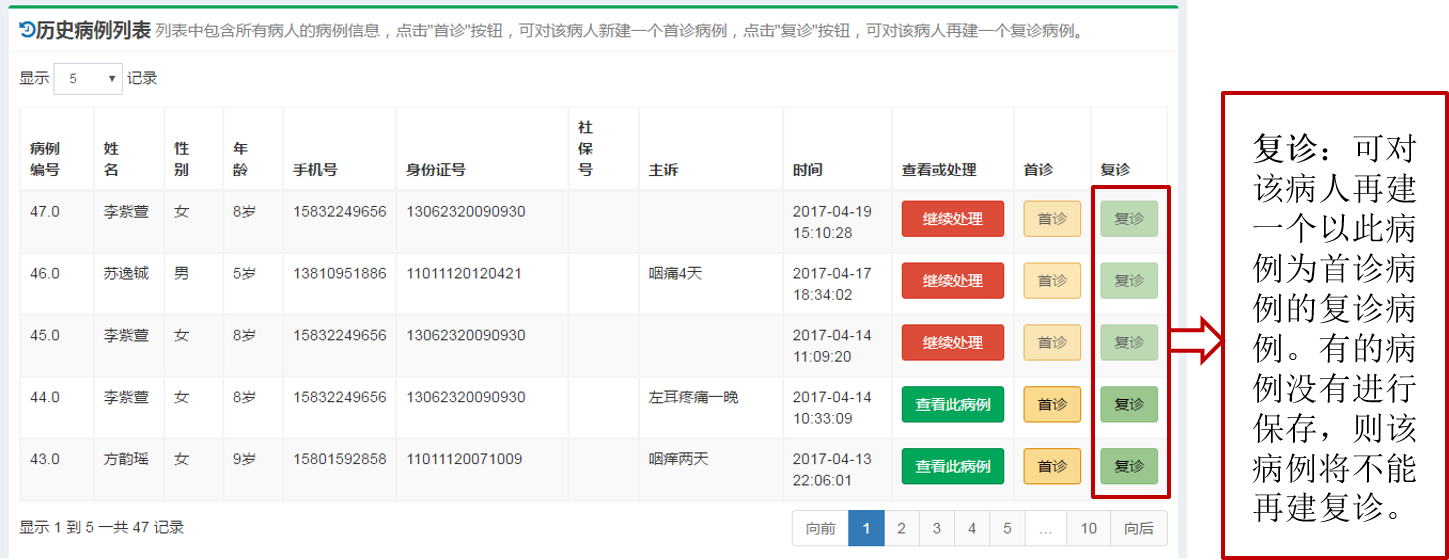 历史病例列表 列表中包含所有病人的病例信息，点击"首诊"按钮，可对该病人新建一个首诊病例，点击"复诊"按钮，可对该病人再建一个复诊病例。
显示 5 记录
病例编号 姓名 性别 年龄 手机号 身份证号 社保号 主诉 时间 查看或处理 首诊 复诊
47.0 李紫萱 女 8岁 15832249656 13062320090930 2017-04-19 15:10:28 继续处理 首诊 复诊
46.0 苏逸铖 男 5岁 13810951886 11011120120421 咽痛4天 2017-04-17 18:34:02 继续处理 首诊 复诊
45.0 李紫萱 女 8岁 15832249656 13062320090930 2017-04-14 11:09:20 继续处理 首诊 复诊
44.0 李紫萱 女 8岁 15832249656 13062320090930 左耳疼痛一晚 2017-04-14 10:33:09 查看此病例 首诊 复诊
43.0 方韵瑶 女 9岁 15801592858 11011120071009 咽痒两天 2017-04-13 22:06:01 查看此病例 首诊 复诊
显示 1 到 5 一共 47 记录
向前 1 2 3 4 5 … 10 向后
复诊：可对
该病人再建
一个以此病
例为首诊病
例的复诊病
例。有的病
例没有进行
保存，则该
病例将不能
再建复诊。